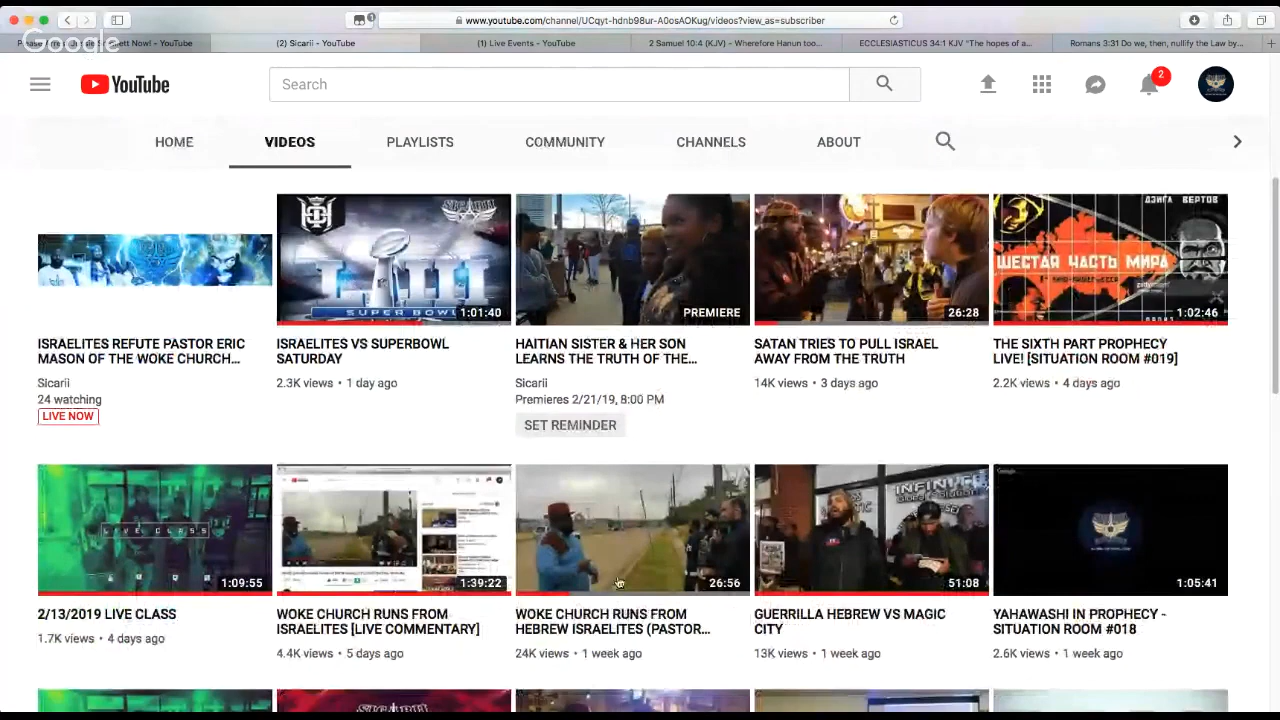 www.youtube.com/channel/UCqyt-hdnb98ur-A0osAOKug/videos?view_as=subscriber
Google
Nowl - YouTube
(2) Sicarii - YouTube
(1) Live Events - YouTube
2 Samuel 10:4 (KJV) - Wherefore Hanun too...
ECCLESIASTICUS 34:1 KJV "The hopes of a...
Romans 3:31 Do we, then, nullify the Law by...
YouTube
Search
2
HOME
VIDEOS
PLAYLISTS
COMMUNITY
CHANNELS
ABOUT
SICARII
SUPER BOWL
1:01:40
PREMIERE
26:28
ДЗИГА ВЕРТОВ
ШЕСТАЯ ЧАСТЬ МИРА
1:02:46
ISRAELITES REFUTE PASTOR ERIC
MASON OF THE WOKE CHURCH...
Sicarii
24 watching
LIVE NOW
ISRAELITES VS SUPERBOWL
SATURDAY
2.3K views • 1 day ago
HAITIAN SISTER & HER SON
LEARNS THE TRUTH OF THE...
Sicarii
Premieres 2/21/19, 8:00 PM
SET REMINDER
SATAN TRIES TO PULL ISRAEL
AWAY FROM THE TRUTH
14K views • 3 days ago
THE SIXTH PART PROPHECY
LIVE! [SITUATION ROOM #019]
2.2K views • 4 days ago
LIVE CLASS
1:09:55
1:39:22
26:56
51:08
Google
1:05:41
2/13/2019 LIVE CLASS
1.7K views • 4 days ago
WOKE CHURCH RUNS FROM
ISRAELITES [LIVE COMMENTARY]
4.4K views • 5 days ago
WOKE CHURCH RUNS FROM
HEBREW ISRAELITES (PASTOR...
24K views • 1 week ago
GUERRILLA HEBREW VS MAGIC
CITY
13K views • 1 week ago
YAHAWASHI IN PROPHECY ~
SITUATION ROOM #018
2.6K views • 1 week ago
SICARII